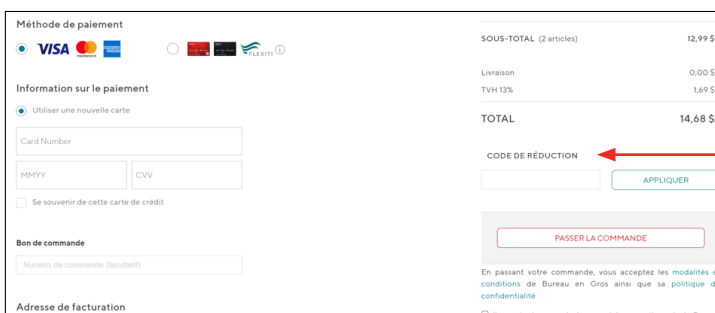 Méthode de paiement
VISA mastercard AMERICAN EXPRESS FLEXITI
Information sur le paiement
Utiliser une nouvelle carte
Card Number
MMYY CVV
Se souvenir de cette carte de crédit
Bon de commande
Numéro de commande (facultatif)
Adresse de facturation
SOUS-TOTAL (2 articles) 12,99 $
Livraison 0,00 $
TVH 13% 1,69 $
TOTAL 14,68 $
CODE DE RÉDUCTION
APPLIQUER
PASSER LA COMMANDE
En passant votre commande, vous acceptez les modalités e
conditions de Bureau en Gros ainsi que sa politique d
confidentialité